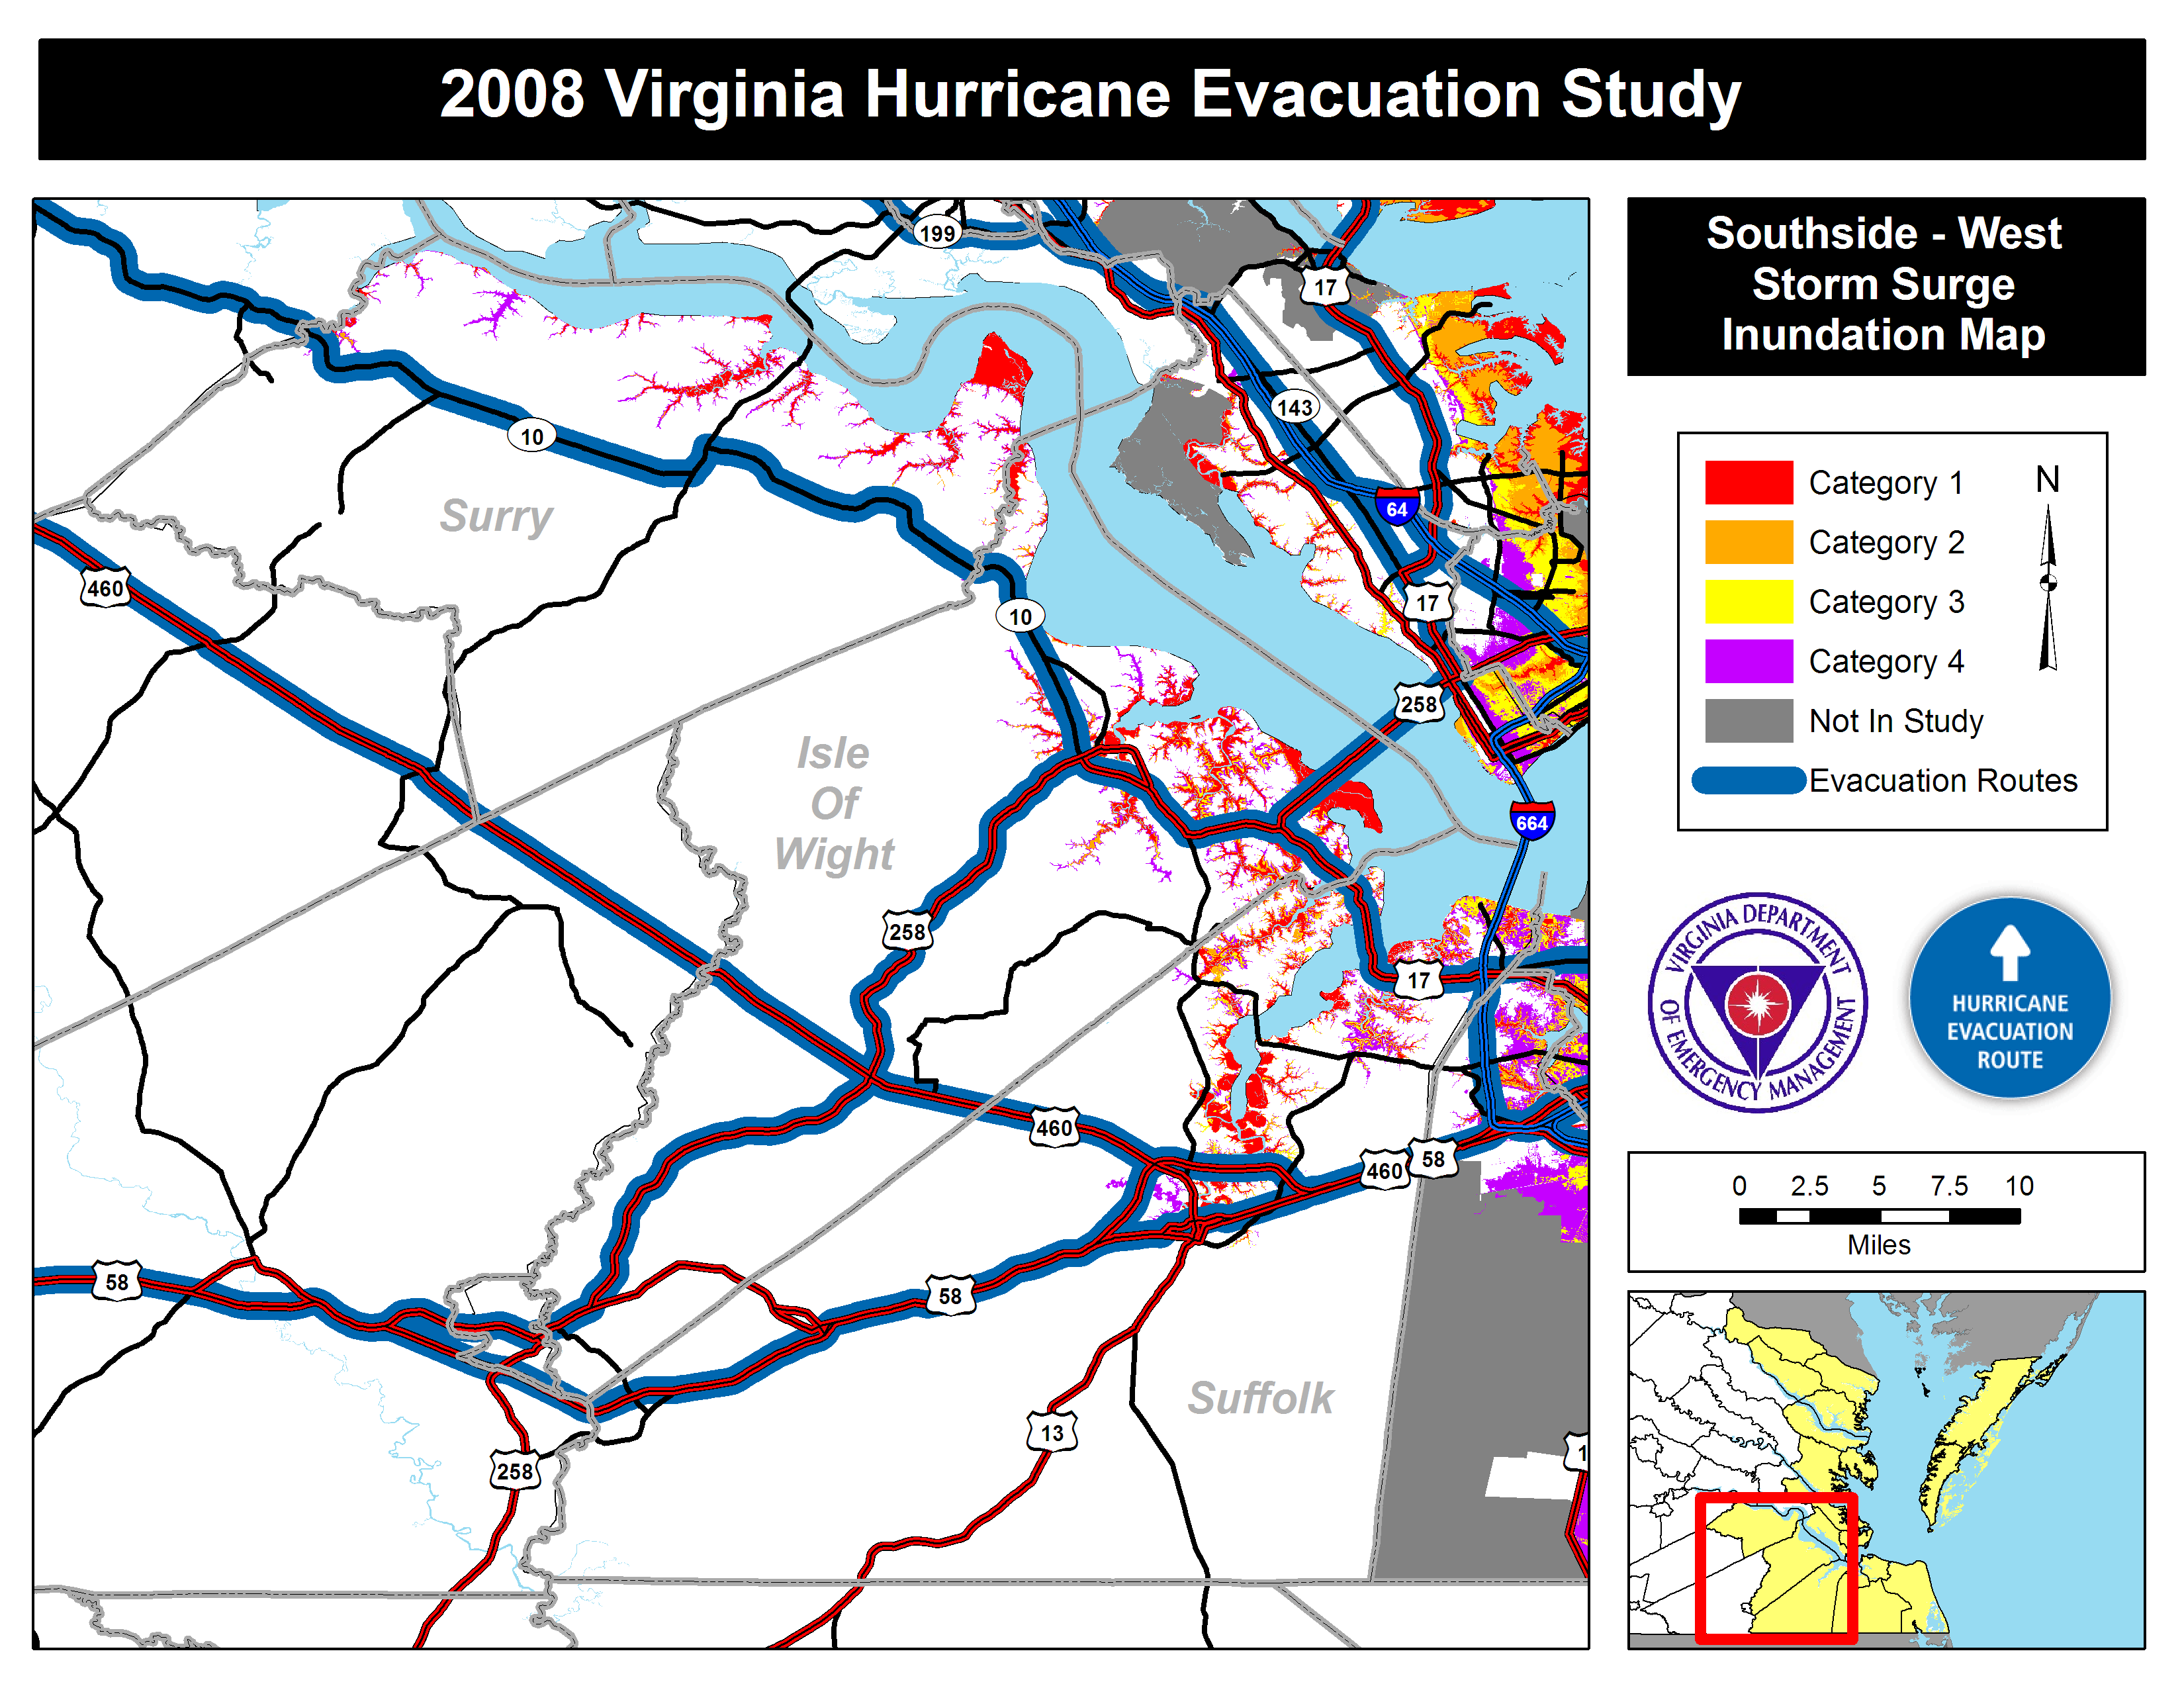 2008 Virginia Hurricane Evacuation Study
Southside - West
Storm Surge
Inundation Map
Category 1
Category 2
Category 3
Category 4
Not In Study
Evacuation Routes
N
VIRGINIA DEPARTMENT
OF EMERGENCY MANAGEMENT
HURRICANE
EVACUATION
ROUTE
0 2.5 5 7.5 10
Miles
199
17
143
10
Surry
64
460
17
10
258
Isle
Of
Wight
664
258
17
460
460
58
58
58
Suffolk
13
258
1